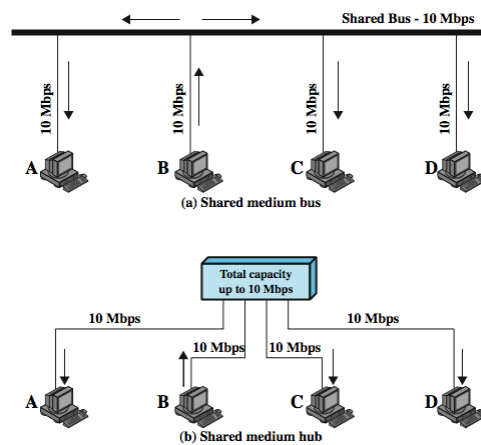 Shared Bus - 10 Mbps
10 Mbps
10 Mbps
10 Mbps
10 Mbps
A
B
C
D
(a) Shared medium bus
Total capacity
up to 10 Mbps
10 Mbps
10 Mbps
10 Mbps
10 Mbps
A
B
C
D
(b) Shared medium hub